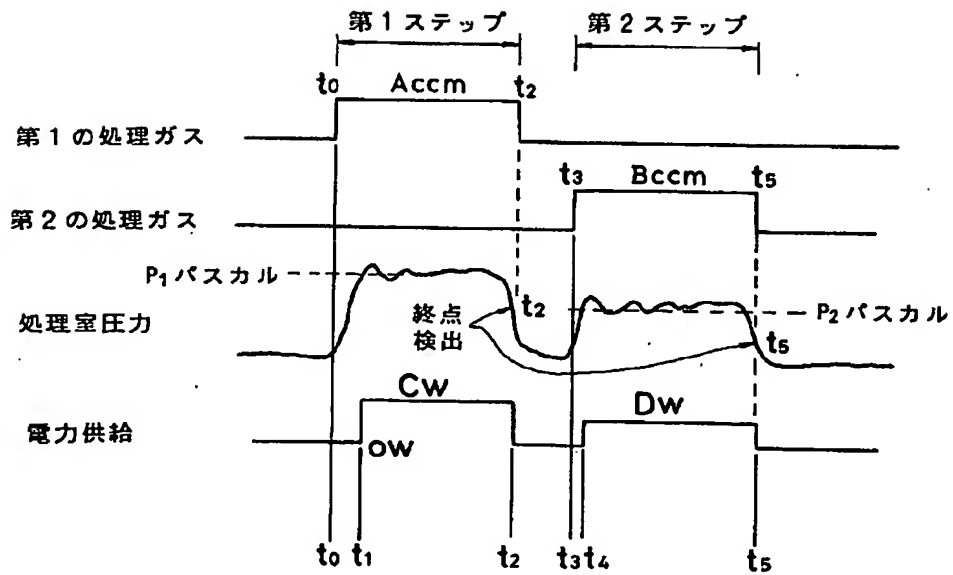 第1ステップ 第2ステップ
t0 Accm t2
第1の処理ガス
t3 Bccm t5
第2の処理ガス
P1パスカル
t2
処理室圧力 終点 P2パスカル
検出 t5
Cw Dw
電力供給
ow
t0 t1 t2 t3 t4 t5